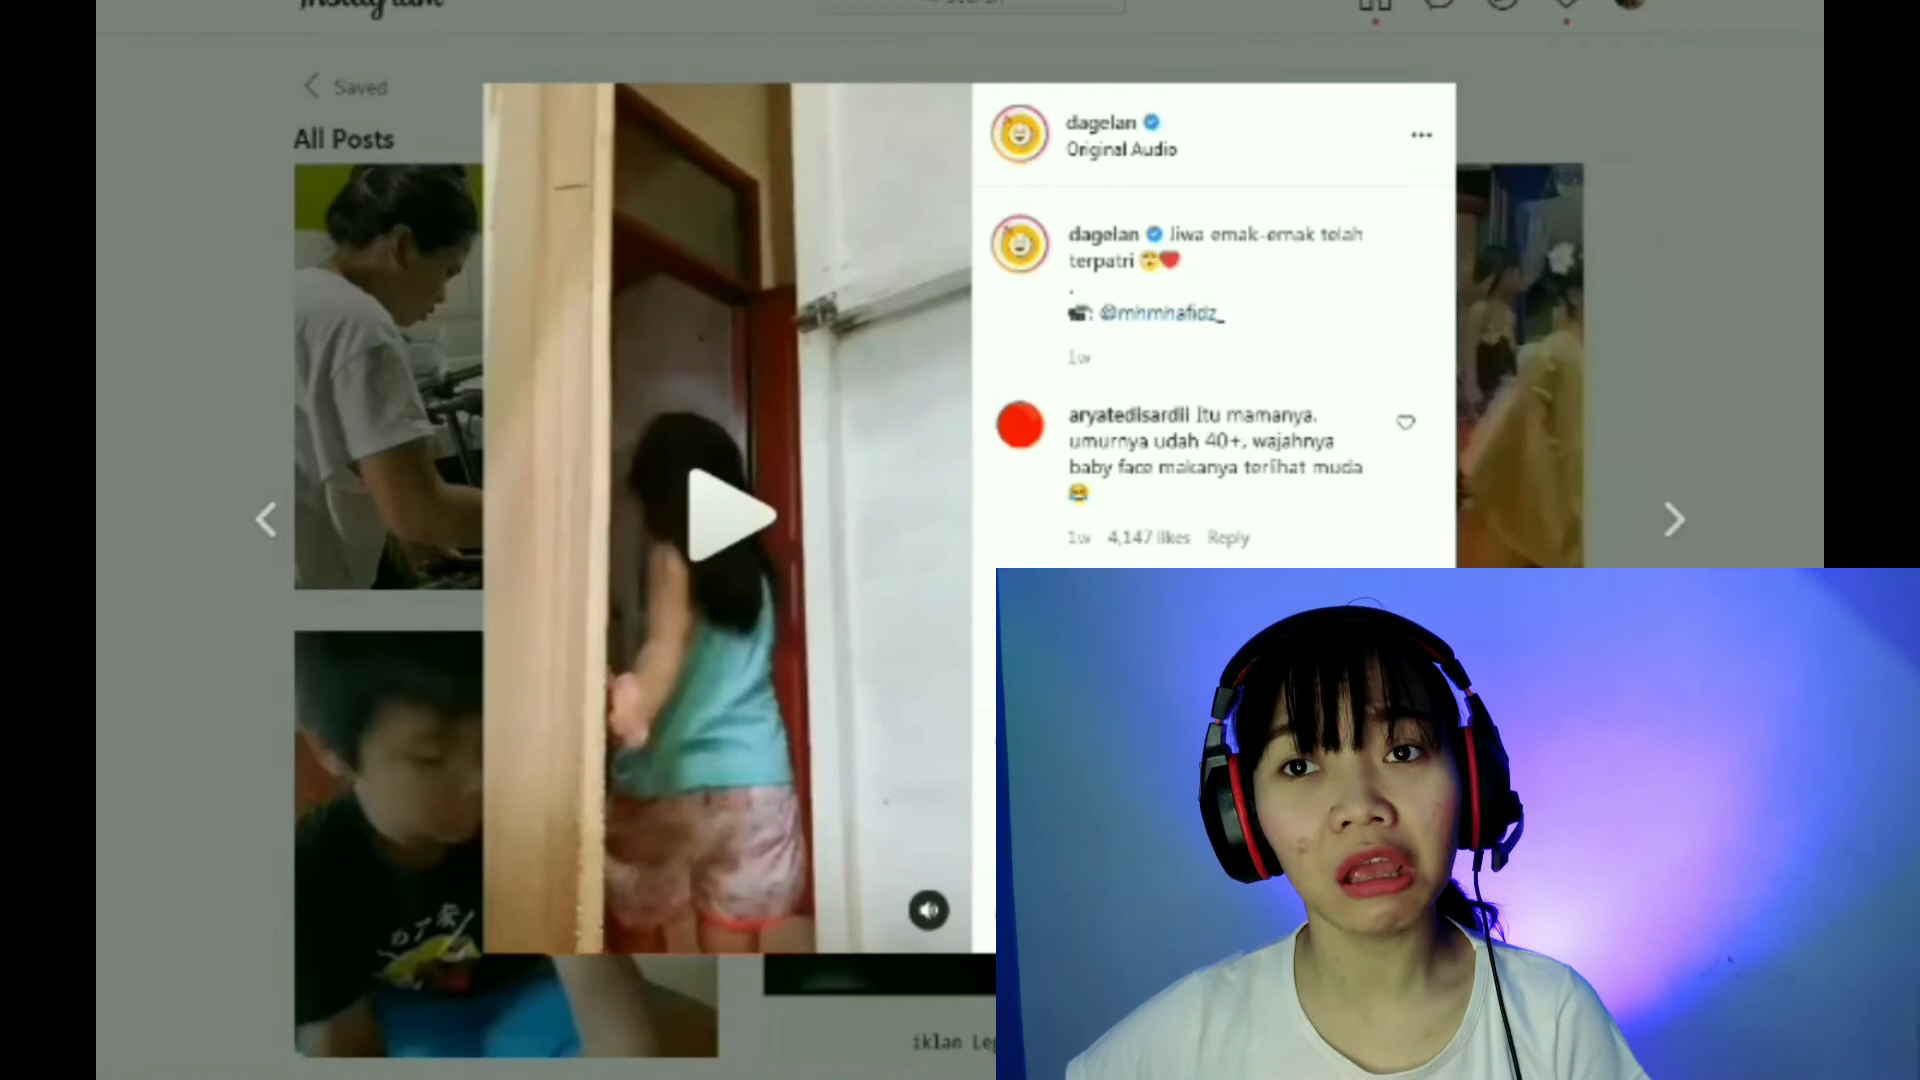 Instagram
Saved
All Posts
dagelan
Original Audio
dagelan Jiwa emak-emak telah
terpatri 😌❤️
.
📹: @mhmhafidz_
1w
aryatedisardii Itu mamanya.
umurnya udah 40+, wajahnya
baby face makanya terlihat muda
😂
1w 4,147 likes Reply
iklan